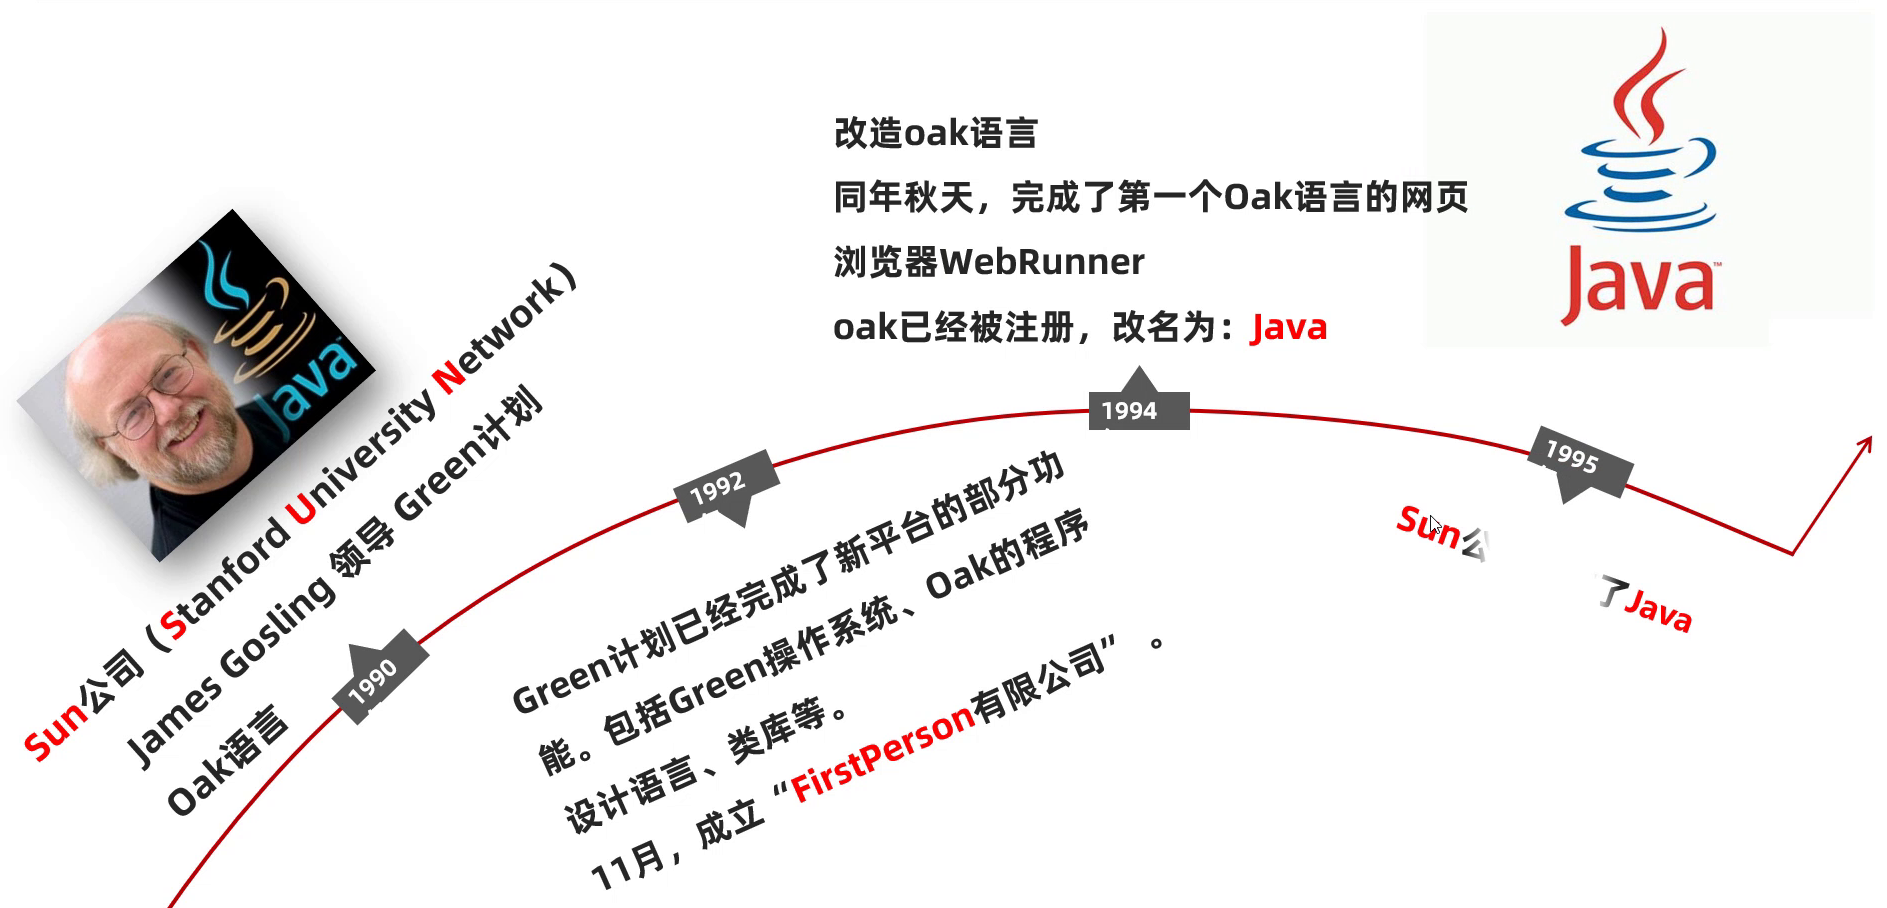 Sun公司（Stanford University Network）
James Gosling 领导 Green计划
Oak语言
1990
1992
Green计划已经完成了新平台的部分功
能。包括Green操作系统、Oak的程序
设计语言、类库等。
11月，成立“FirstPerson有限公司”。
改造oak语言
同年秋天，完成了第一个Oak语言的网页
浏览器WebRunner
oak已经被注册，改名为：Java
1994
1995
Sun公
了Java
Java
Java™